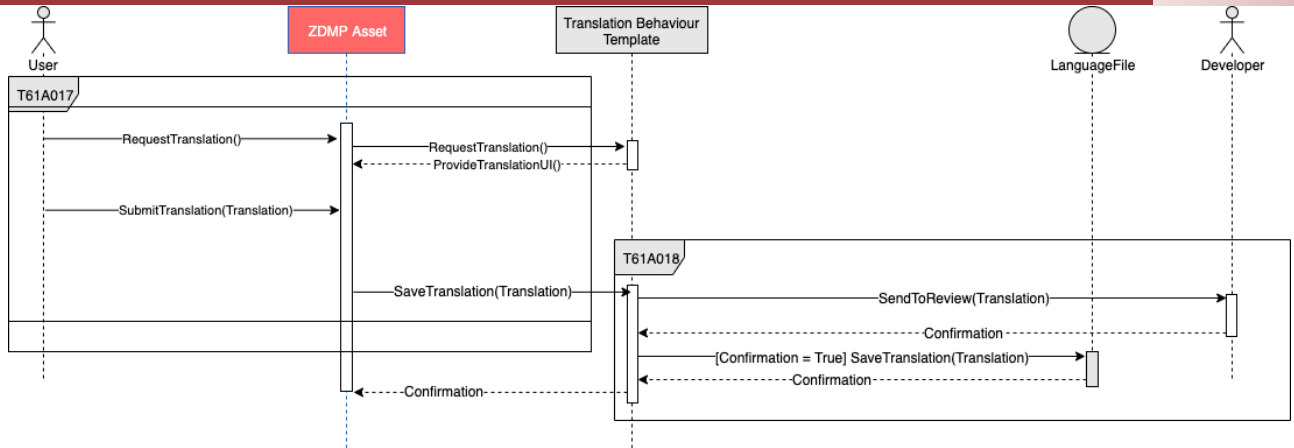 ZDMP Asset
Translation Behaviour
Template
User
LanguageFile
Developer
T61A017
RequestTranslation()
RequestTranslation()
ProvideTranslationUI()
SubmitTranslation(Translation)
T61A018
SaveTranslation(Translation)
SendToReview(Translation)
Confirmation
[Confirmation = True] SaveTranslation(Translation)
Confirmation
Confirmation